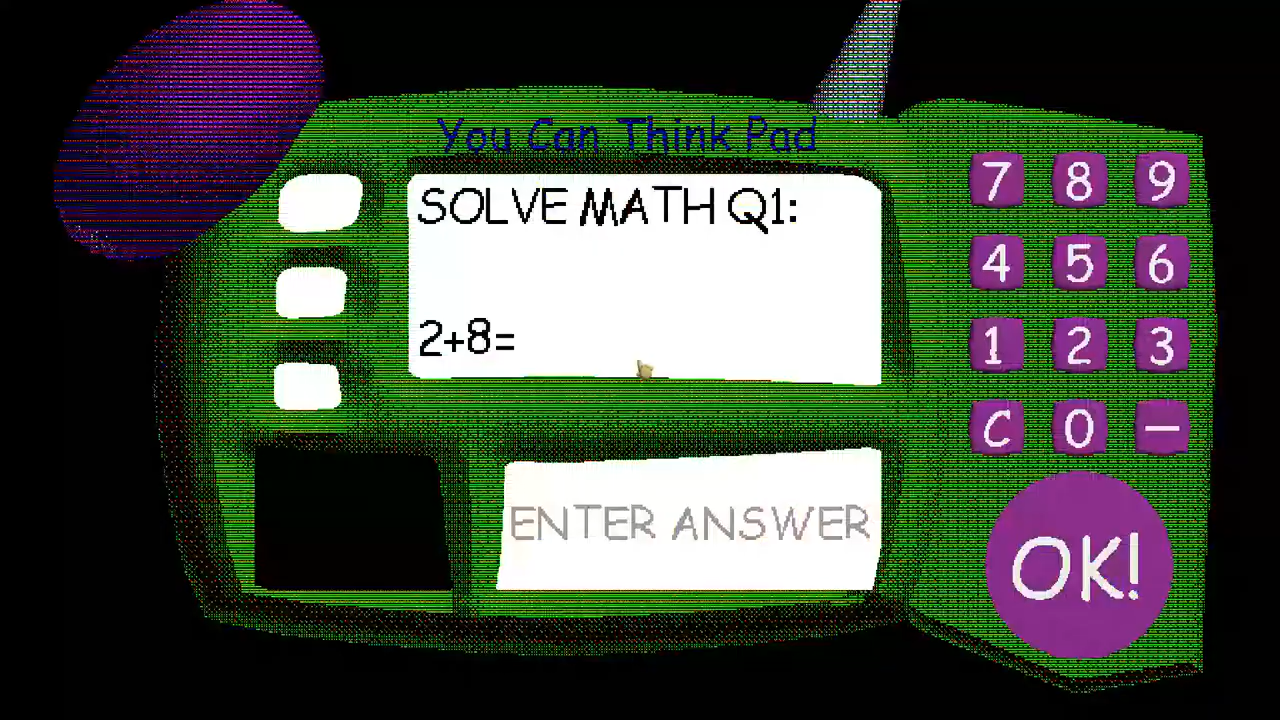 You Can Think Pad
SOLVE MATH Q1:
2+8=
ENTER ANSWER
7 8 9
4 5 6
1 2 3
C 0 —
OK!